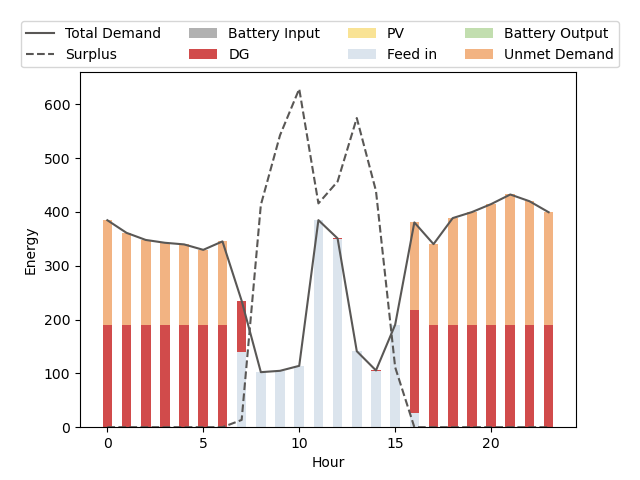 Total Demand Battery Input PV Battery Output
Surplus DG Feed in Unmet Demand
600
500
400
300
200
100
0
Energy
0 5 10 15 20
Hour